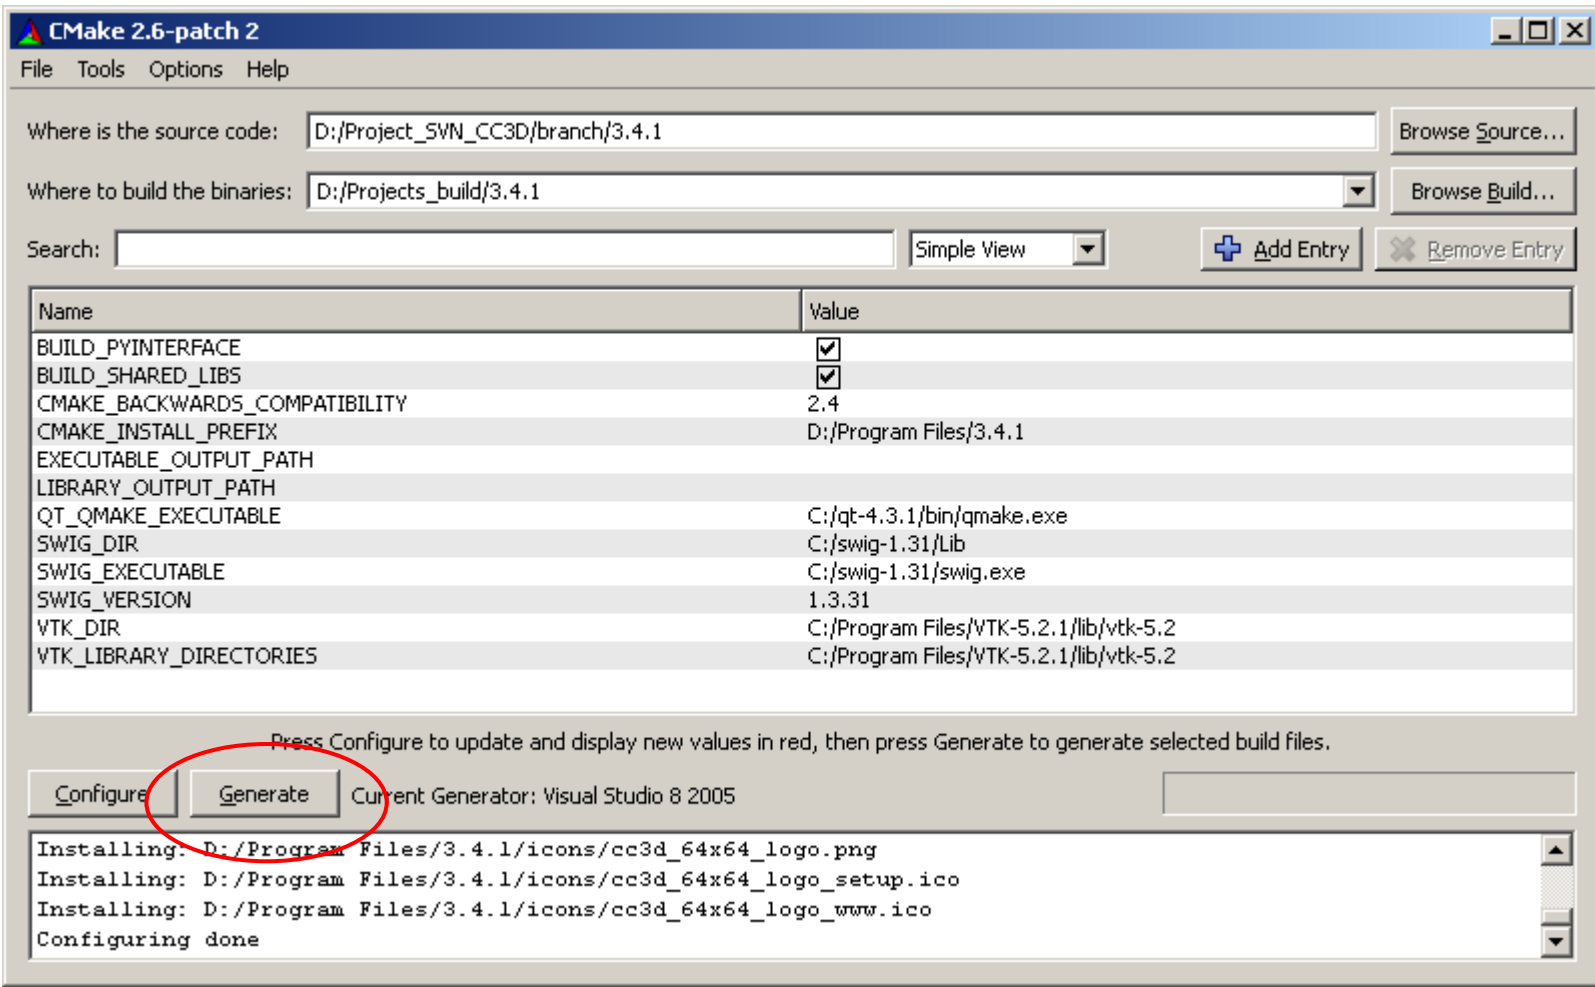 CMake 2.6-patch 2
File Tools Options Help
Where is the source code: D:/Project_SVN_CC3D/branch/3.4.1 Browse Source...
Where to build the binaries: D:/Projects_build/3.4.1 Browse Build...
Search: Simple View Add Entry Remove Entry
Name Value
BUILD_PYINTERFACE
BUILD_SHARED_LIBS
CMAKE_BACKWARDS_COMPATIBILITY 2.4
CMAKE_INSTALL_PREFIX D:/Program Files/3.4.1
EXECUTABLE_OUTPUT_PATH
LIBRARY_OUTPUT_PATH
QT_QMAKE_EXECUTABLE C:/qt-4.3.1/bin/qmake.exe
SWIG_DIR C:/swig-1.31/Lib
SWIG_EXECUTABLE C:/swig-1.31/swig.exe
SWIG_VERSION 1.3.31
VTK_DIR C:/Program Files/VTK-5.2.1/lib/vtk-5.2
VTK_LIBRARY_DIRECTORIES C:/Program Files/VTK-5.2.1/lib/vtk-5.2
Press Configure to update and display new values in red, then press Generate to generate selected build files.
Configure Generate Current Generator: Visual Studio 8 2005
Installing: D:/Program Files/3.4.1/icons/cc3d_64x64_logo.png
Installing: D:/Program Files/3.4.1/icons/cc3d_64x64_logo_setup.ico
Installing: D:/Program Files/3.4.1/icons/cc3d_64x64_logo_www.ico
Configuring done